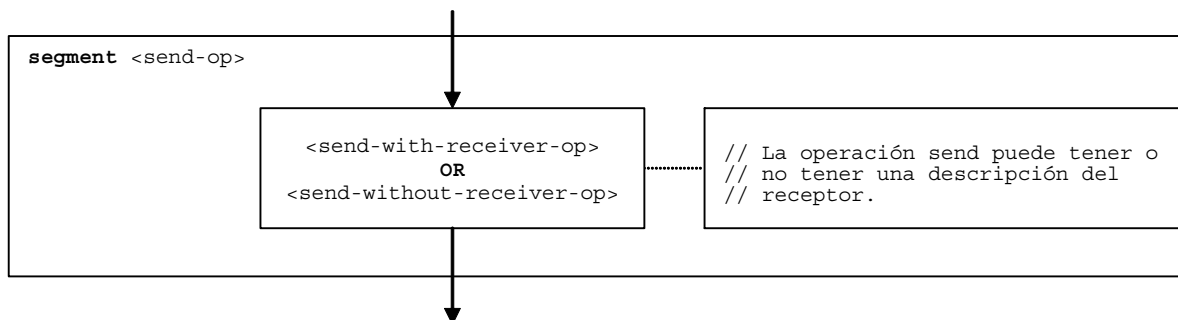 segment <send-op>
<send-with-receiver-op>
OR
<send-without-receiver-op>
// La operación send puede tener o
// no tener una descripción del
// receptor.